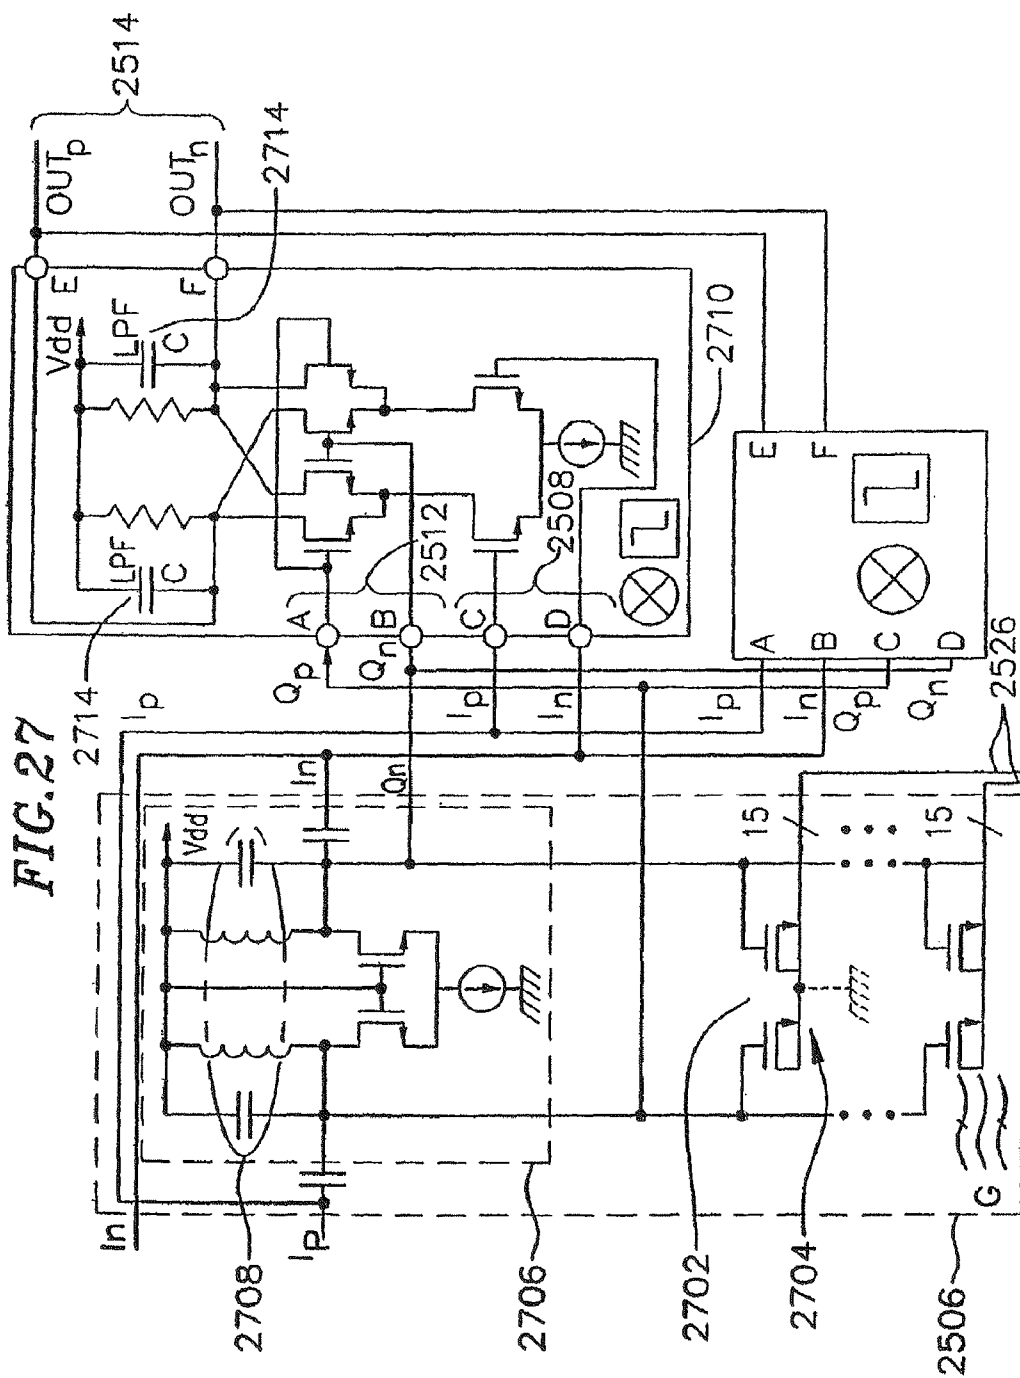 FIG.27
2514
OUTp
OUTn
2714
E
F
Vdd
LPF
C
LPF
C
2714
2710
2512
2508
A
B
C
D
Qp
Qn
Ip
In
E
F
A
B
C
D
Ip
In
Qp
Qn
2526
Ip
In
Qn
Vdd
15
15
In
Ip
2708
2706
2702
2704
G
2506